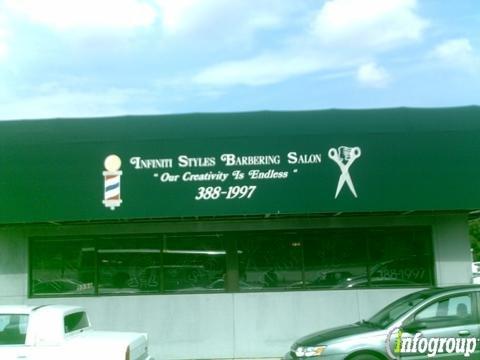 Infiniti Styles Barbering Salon
"Our Creativity Is Endless"
388-1997
388-1997
infogroup